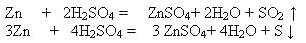 Zn + 2H2SO4 = ZnSO4+ 2H2O + SO2 ↑
3Zn + 4H2SO4 = 3 ZnSO4+ 4H2O + S ↓